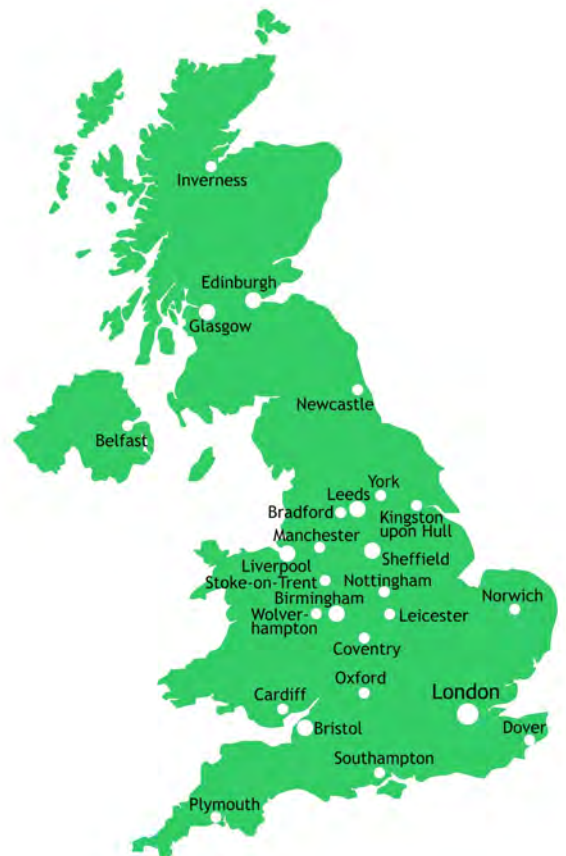 Inverness
Edinburgh
Glasgow
Newcastle
Belfast
York
Leeds
Bradford
Kingston
upon Hull
Manchester
Liverpool
Sheffield
Stoke-on-Trent
Nottingham
Birmingham
Norwich
Wolver-
hampton
Leicester
Coventry
Oxford
London
Cardiff
Bristol
Dover
Southampton
Plymouth